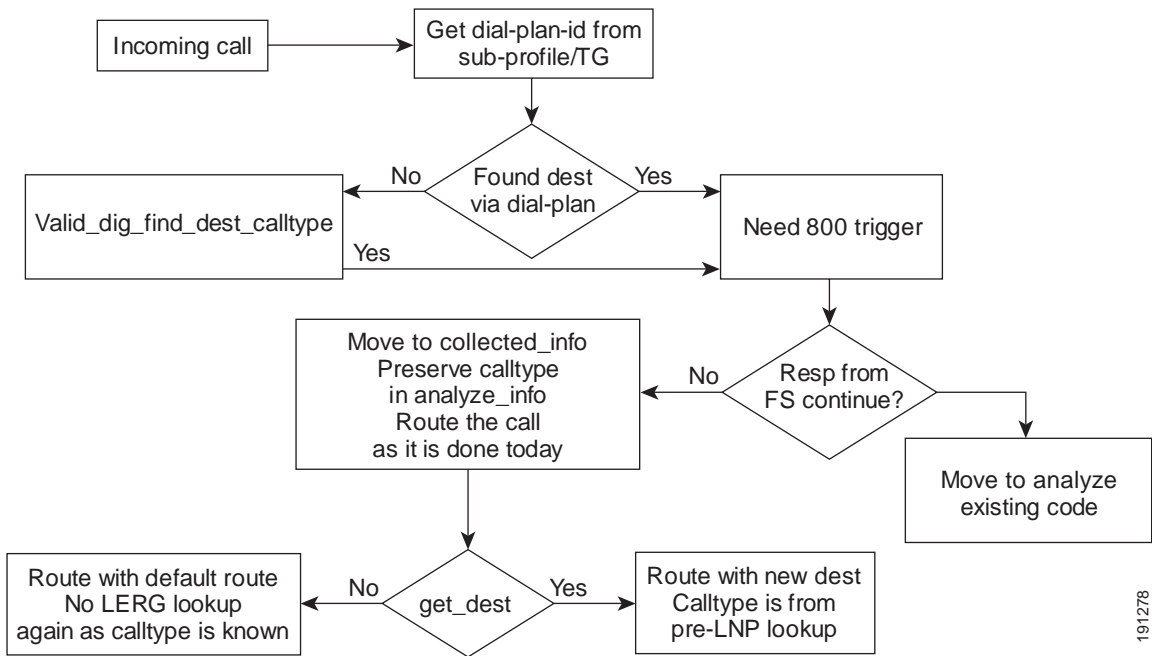 Incoming call
Get dial-plan-id from
sub-profile/TG
No
Found dest
via dial-plan
Yes
Valid_dig_find_dest_calltype
Yes
Need 800 trigger
Move to collected_info
Preserve calltype
in analyze_info
Route the call
as it is done today
No
Resp from
FS continue?
Move to analyze
existing code
Route with default route
No LERG lookup
again as calltype is known
No
get_dest
Yes
Route with new dest
Calltype is from
pre-LNP lookup
191278